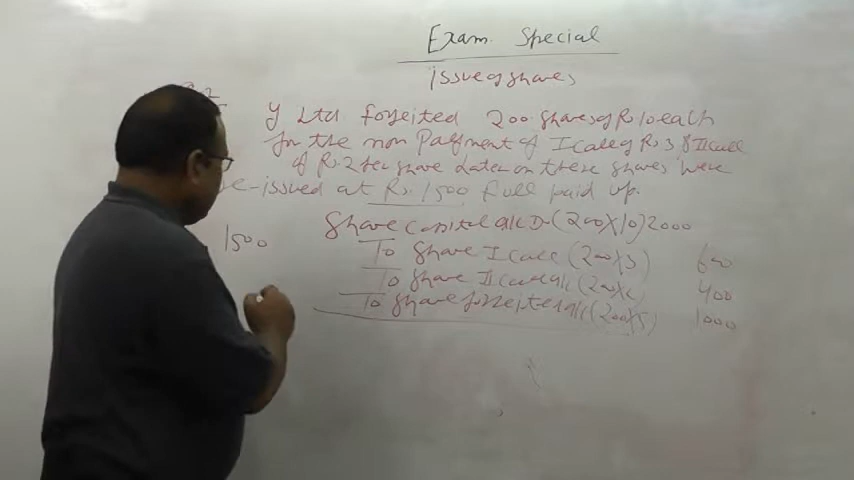 Exam. Special
Issue of shares
Y Ltd forfeited 200 shares of Rs 10 each
for the non Payment of I call of Rs. 3 & II call
of Rs. 2 per share Later on these shares were
e-issued at Rs. 1500 full paid up.
Share capital a/c Dr (200X10) 2000
1500
To Share I call (200X3) 600
To Share II call a/c (200X2) 400
To Share forfeited a/c (200X5) 1000